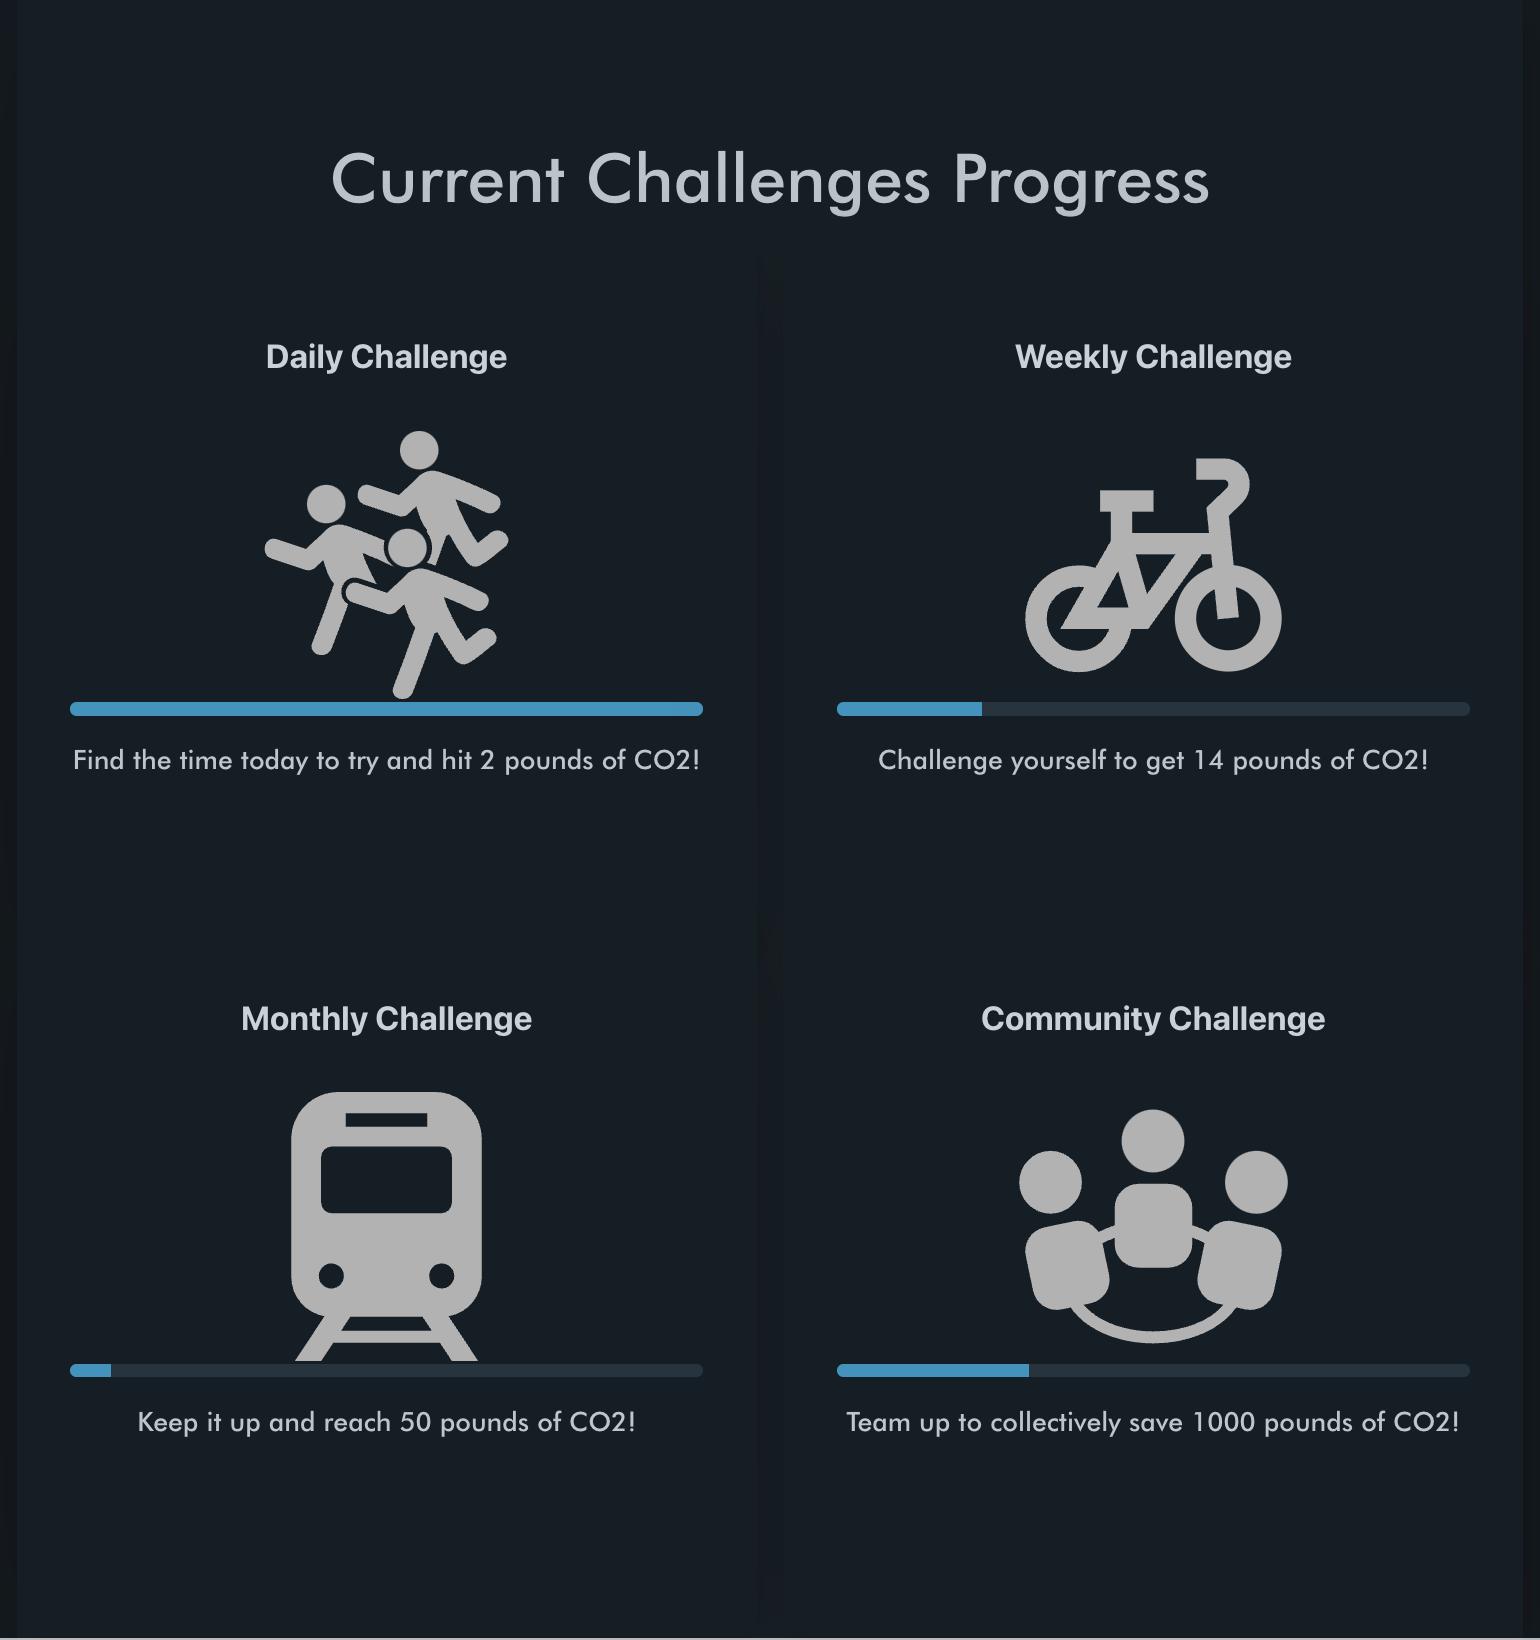 Current Challenges Progress
Daily Challenge
Find the time today to try and hit 2 pounds of CO2!
Weekly Challenge
Challenge yourself to get 14 pounds of CO2!
Monthly Challenge
Keep it up and reach 50 pounds of CO2!
Community Challenge
Team up to collectively save 1000 pounds of CO2!